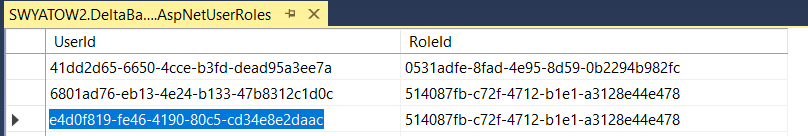 SWYATOW2.DeltaBa....AspNetUserRoles
UserId RoleId
41dd2d65-6650-4cce-b3fd-dead95a3ee7a 0531adfe-8fad-4e95-8d59-0b2294b982fc
6801ad76-eb13-4e24-b133-47b8312c1d0c 514087fb-c72f-4712-b1e1-a3128e44e478
e4d0f819-fe46-4190-80c5-cd34e8e2daac 514087fb-c72f-4712-b1e1-a3128e44e478